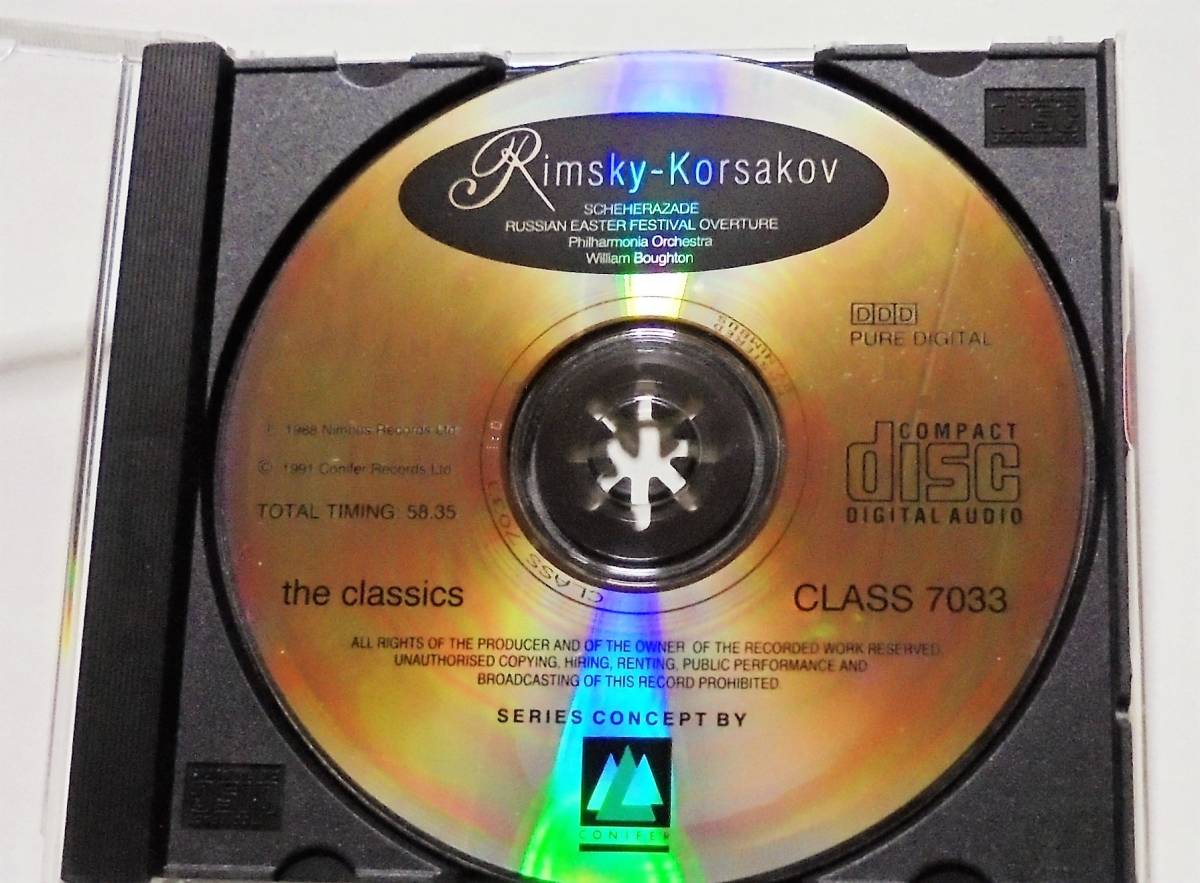 Rimsky-Korsakov
SCHEHERAZADE
RUSSIAN EASTER FESTIVAL OVERTURE
Philharmonia Orchestra
William Boughton
DDD
PURE DIGITAL
COMPACT
disc
DIGITAL AUDIO
1988 Nimbus Records Ltd
© 1991 Conifer Records Ltd
TOTAL TIMING: 58.35
the classics
CLASS 7033
CLASS 7033
ALL RIGHTS OF THE PRODUCER AND OF THE OWNER OF THE RECORDED WORK RESERVED.
UNAUTHORISED COPYING, HIRING, RENTING, PUBLIC PERFORMANCE AND
BROADCASTING OF THIS RECORD PROHIBITED
SERIES CONCEPT BY
CONIFER